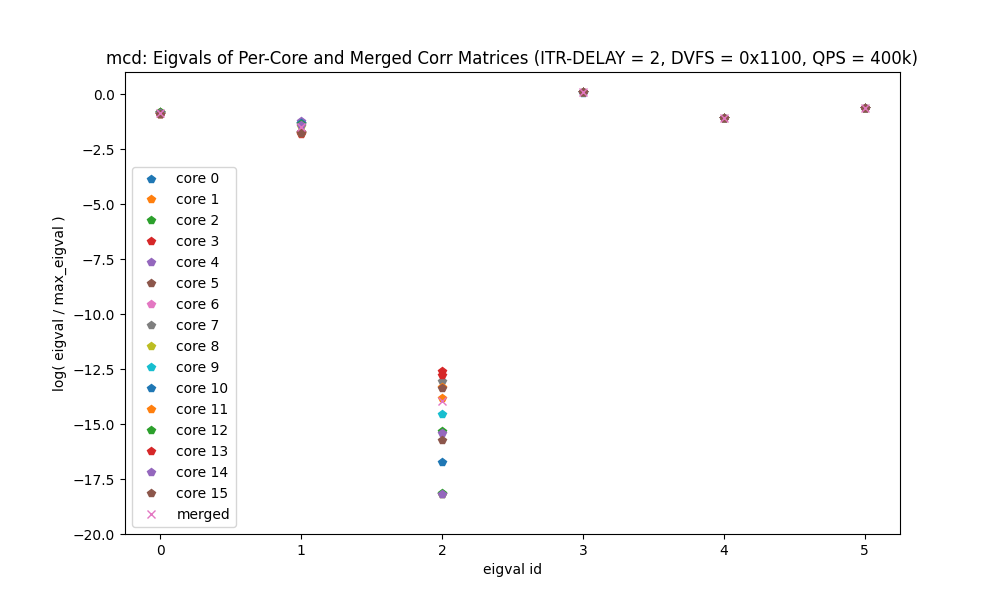 mcd: Eigvals of Per-Core and Merged Corr Matrices (ITR-DELAY = 2, DVFS = 0x1100, QPS = 400k)
0.0
−2.5
−5.0
−7.5
−10.0
−12.5
−15.0
−17.5
−20.0
log( eigval / max_eigval )
core 0
core 1
core 2
core 3
core 4
core 5
core 6
core 7
core 8
core 9
core 10
core 11
core 12
core 13
core 14
core 15
merged
0 1 2 3 4 5
eigval id